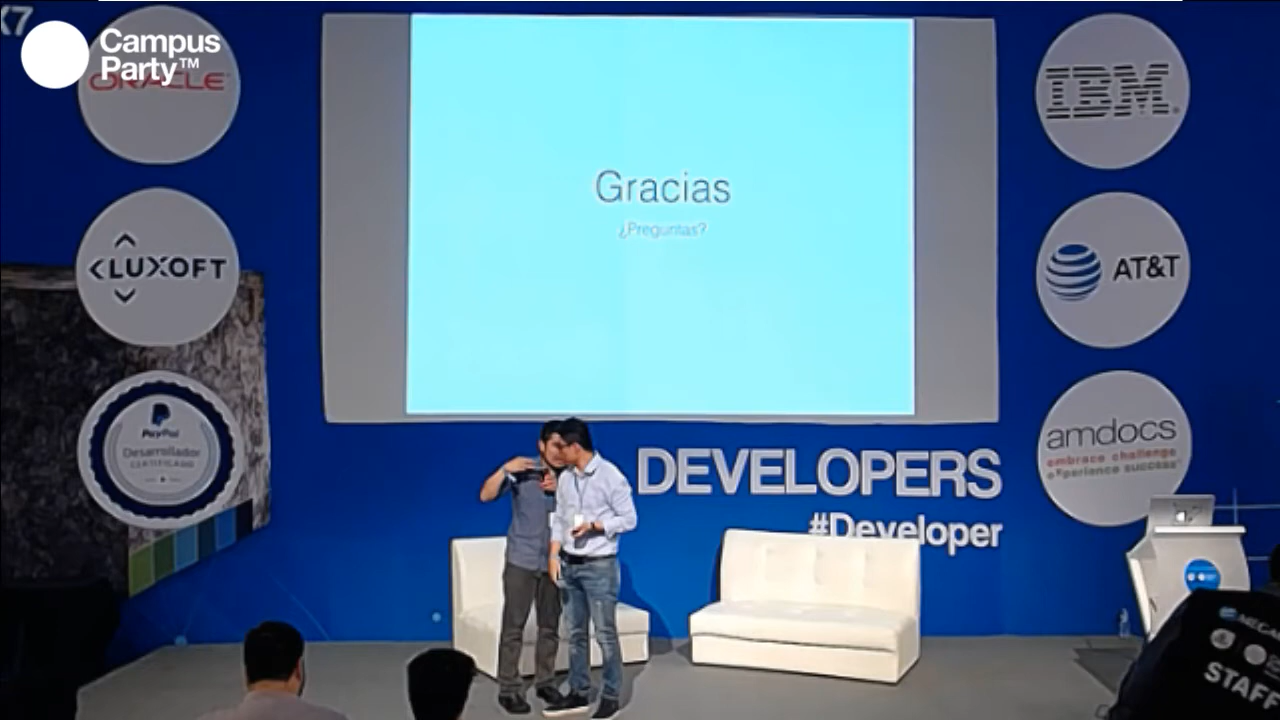 Campus
Party™
ORACLE
LUXOFT
PayPal
Desarrollador
CERTIFICADO
Gracias
¿Preguntas?
IBM
AT&T
amdocs
embrace challenge
experience success
DEVELOPERS
#Developer
STAFF